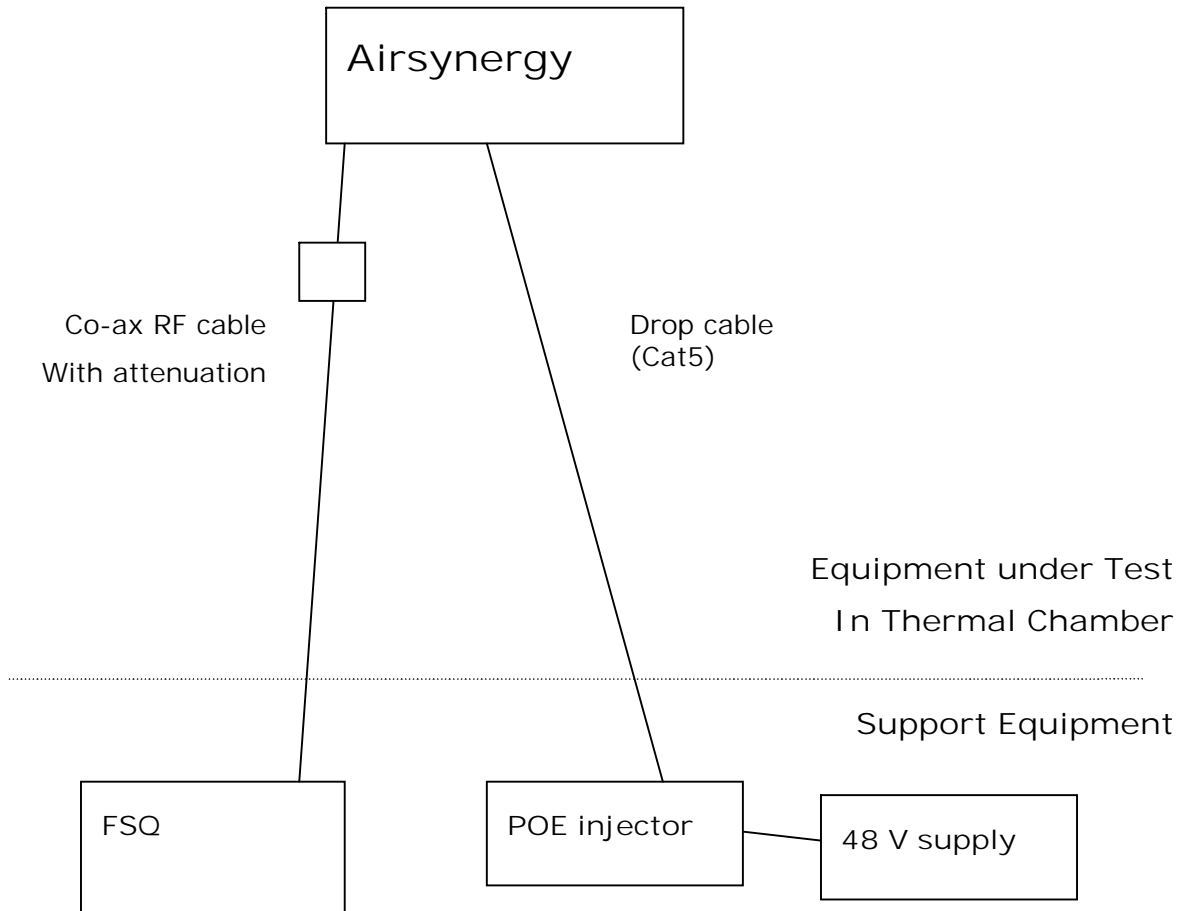 Airsynergy
Co-ax RF cable
With attenuation
Drop cable
(Cat5)
Equipment under Test
In Thermal Chamber
Support Equipment
FSQ
POE injector
48 V supply